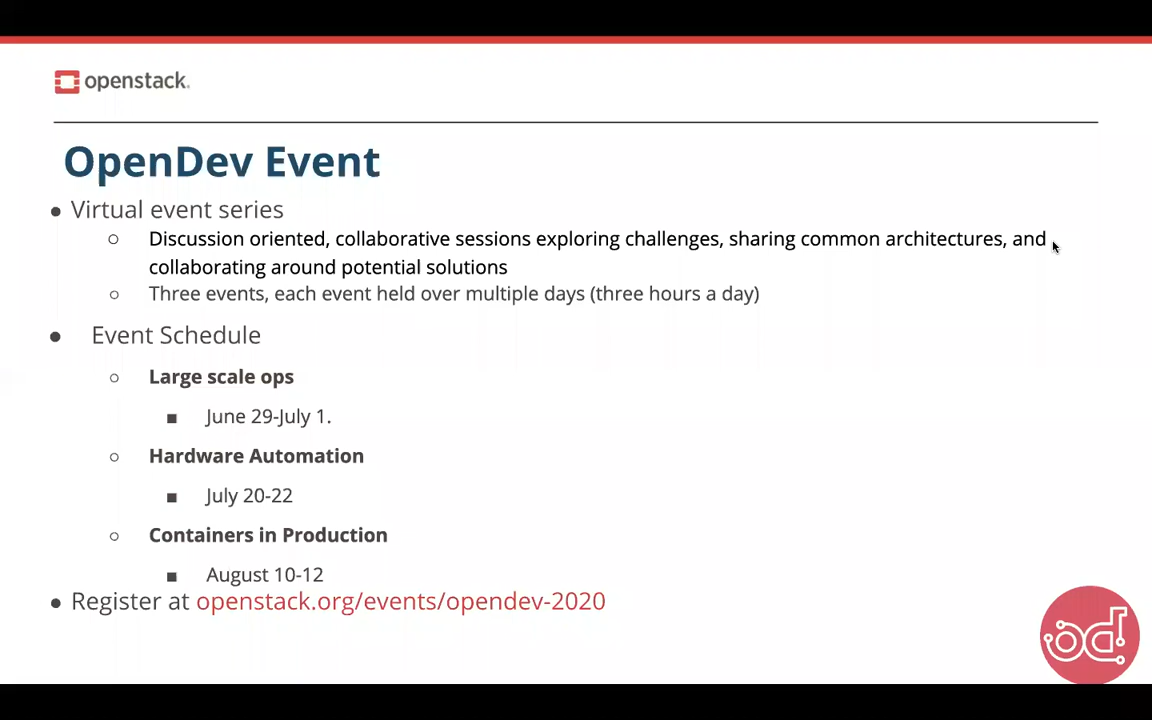 openstack.
OpenDev Event
● Virtual event series
○ Discussion oriented, collaborative sessions exploring challenges, sharing common architectures, and
collaborating around potential solutions
○ Three events, each event held over multiple days (three hours a day)
● Event Schedule
○ Large scale ops
■ June 29-July 1.
○ Hardware Automation
■ July 20-22
○ Containers in Production
■ August 10-12
● Register at openstack.org/events/opendev-2020
od